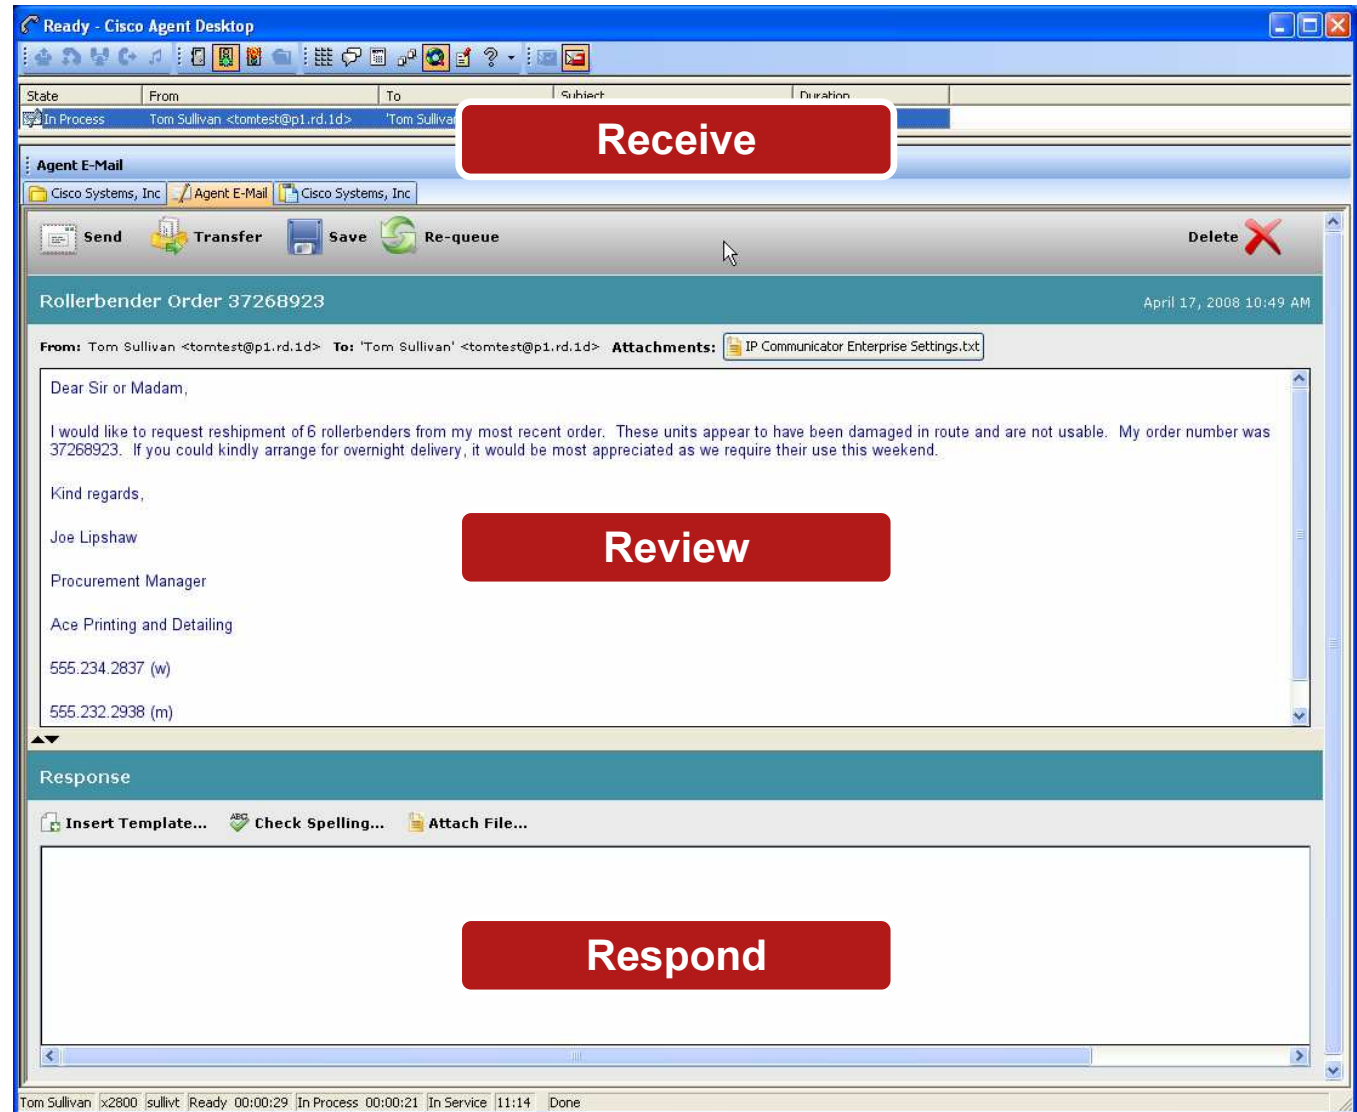 Ready - Cisco Agent Desktop
State From To Subject Duration
In Process Tom Sullivan <tomtest@p1.rd.1d> 'Tom Sulliva
Receive
Agent E-Mail
Cisco Systems, Inc Agent E-Mail Cisco Systems, Inc
Send Transfer Save Re-queue Delete
Rollerbender Order 37268923 April 17, 2008 10:49 AM
From: Tom Sullivan <tomtest@p1.rd.1d> To: 'Tom Sullivan' <tomtest@p1.rd.1d> Attachments: IP Communicator Enterprise Settings.txt
Dear Sir or Madam,
I would like to request reshipment of 6 rollerbenders from my most recent order. These units appear to have been damaged in route and are not usable. My order number was
37268923. If you could kindly arrange for overnight delivery, it would be most appreciated as we require their use this weekend.
Kind regards,
Joe Lipshaw
Review
Procurement Manager
Ace Printing and Detailing
555.234.2837 (w)
555.232.2938 (m)
Response
Insert Template... ABC Check Spelling... Attach File...
Respond
Tom Sullivan x2800 sullivt Ready 00:00:29 In Process 00:00:21 In Service 11:14 Done